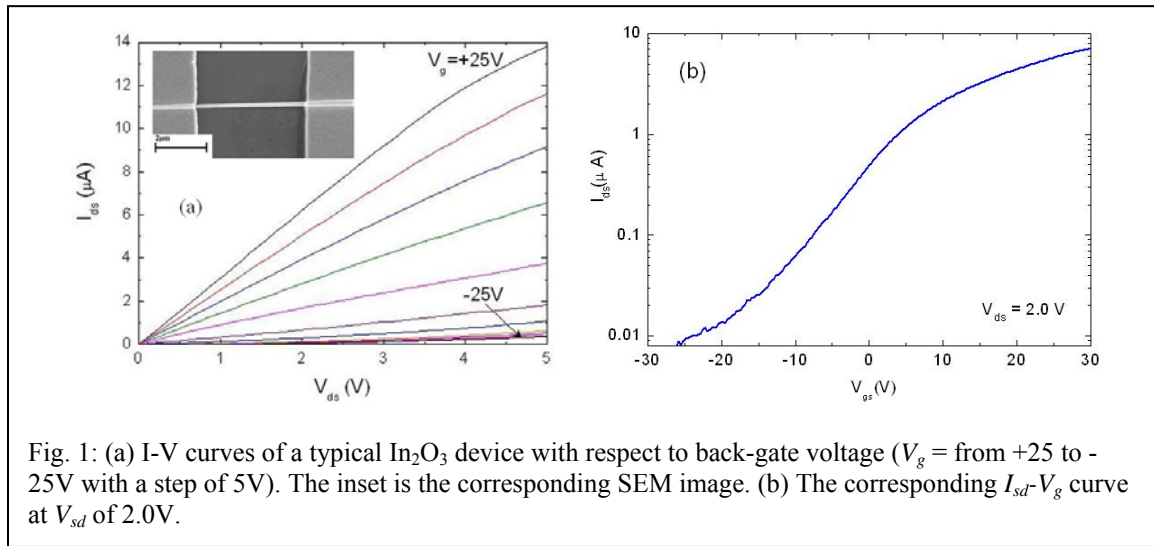 14
12
10
8
6
4
2
0
I_ds (μA)
V_g=+25V
2μm
(a)
-25V
0 1 2 3 4 5
V_ds (V)
10
1
0.1
0.01
I_ds(μ A)
(b)
V_ds = 2.0 V
-30 -20 -10 0 10 20 30
V_gs(V)
Fig. 1: (a) I-V curves of a typical In₂O₃ device with respect to back-gate voltage (V_g = from +25 to -
25V with a step of 5V). The inset is the corresponding SEM image. (b) The corresponding I_sd-V_g curve
at V_sd of 2.0V.